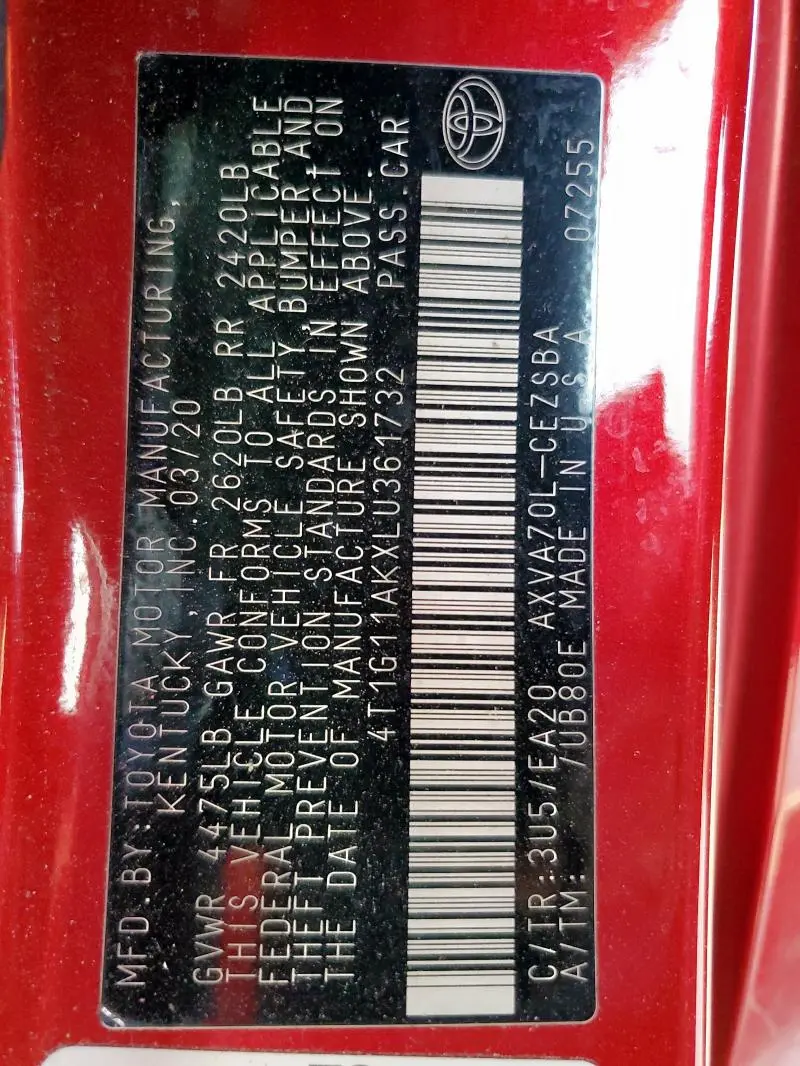 MFD.BY:TOYOTA MOTOR MANUFACTURING,
KENTUCKY,INC.03/20
GVWR 4475LB GAWR FR 2620LB RR 2420LB
THIS VEHICLE CONFORMS TO ALL APPLICABLE
FEDERAL MOTOR VEHICLE SAFETY,BUMPER,AND
THEFT PREVENTION STANDARDS IN EFFECT ON
THE DATE OF MANUFACTURE SHOWN ABOVE.
4T1G11AKXLU361732 PASS.CAR
C/TR:3U5/EA20 AXVA70L-CEZSBA
A/TM: /UB80E MADE IN USA 07255